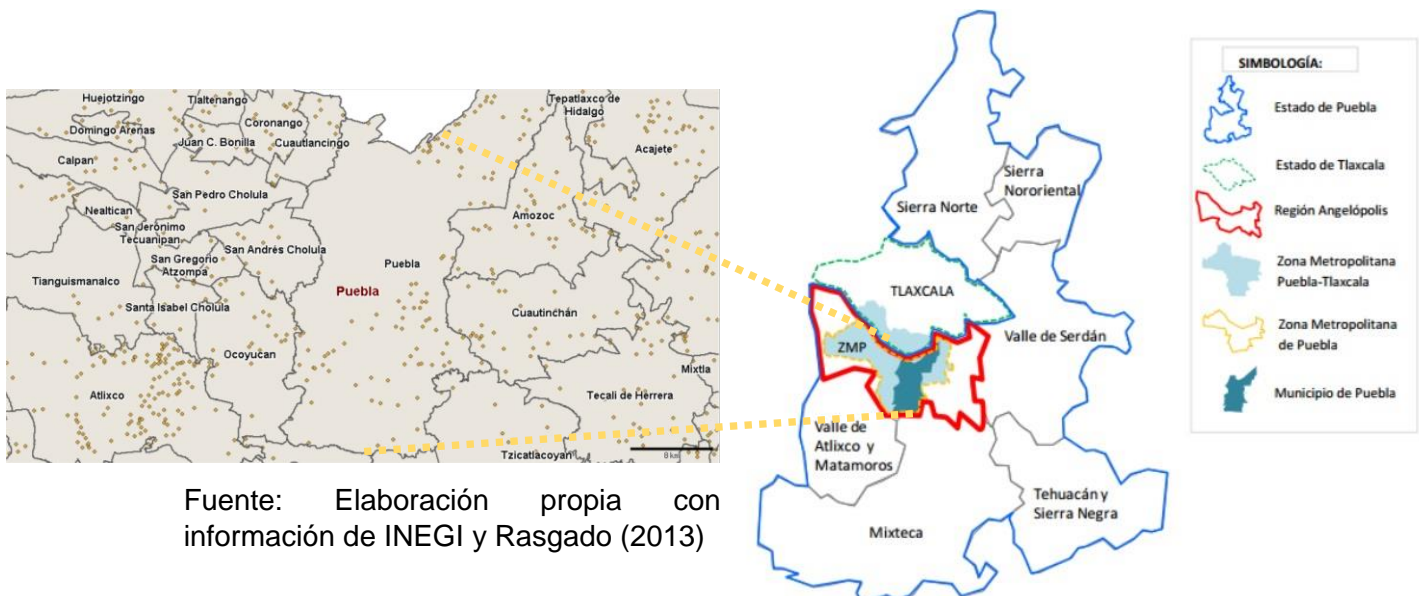 Huejotzingo
Tlaltenango
Tepatlaxco de
Hidalgo
Coronango
Domingo Arenas
Juan C. Bonilla
Cuautlancingo
Acajete
Calpan
San Pedro Cholula
Nealtican
Amozoc
San Jerónimo
Tecuanipan
San Andrés Cholula
San Gregorio
Atzompa
Puebla
Tianguismanalco
Puebla
Santa Isabel Cholula
Cuautinchán
Ocoyucan
Mixtla
Atlixco
Tecali de Herrera
Tzicatlacoyan
8 km
Fuente: Elaboración propia con
información de INEGI y Rasgado (2013)
Sierra
Nororiental
Sierra Norte
TLAXCALA
ZMP
Valle de Serdán
Valle de
Atlixco y
Matamoros
Tehuacán y
Sierra Negra
Mixteca
SIMBOLOGÍA:
Estado de Puebla
Estado de Tlaxcala
Región Angelópolis
Zona Metropolitana
Puebla-Tlaxcala
Zona Metropolitana
de Puebla
Municipio de Puebla